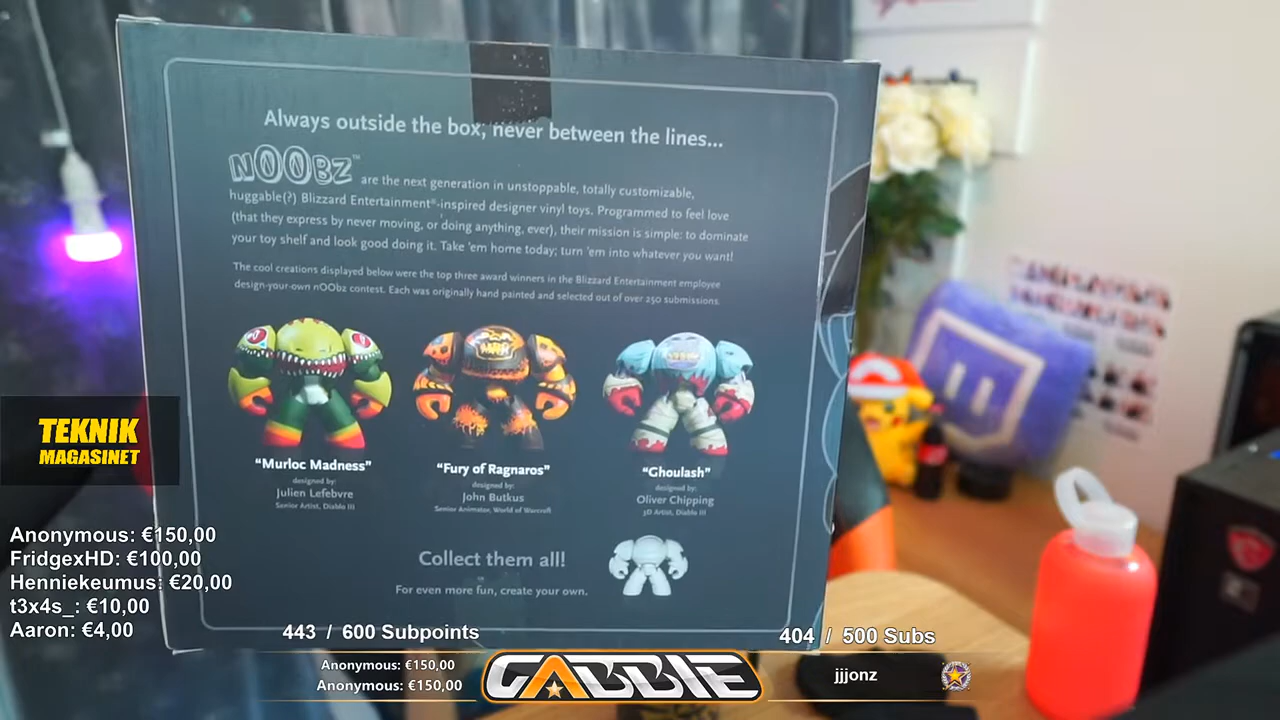 Always outside the box, never between the lines...
nOObz™ are the next generation in unstoppable, totally customizable,
huggable(?) Blizzard Entertainment®-inspired designer vinyl toys. Programmed to feel love
(that they express by never moving, or doing anything, ever), their mission is simple: to dominate
your toy shelf and look good doing it. Take 'em home today; turn 'em into whatever you want!
The cool creations displayed below were the top three award winners in the Blizzard Entertainment employee
design-your-own nOObz contest. Each was originally hand painted and selected out of over 250 submissions.
"Murloc Madness"
designed by:
Julien Lefebvre
Senior Artist, Diablo III
"Fury of Ragnaros"
designed by:
John Butkus
Senior Animator, World of Warcraft
"Ghoulash"
designed by:
Oliver Chipping
3D Artist, Diablo III
Collect them all!
For even more fun, create your own.
TEKNIK
MAGASINET
Anonymous: €150,00
FridgexHD: €100,00
Henniekeumus: €20,00
t3x4s_: €10,00
Aaron: €4,00
443 / 600 Subpoints
404 / 500 Subs
Anonymous: €150,00
Anonymous: €150,00
GABBIE
jjjonz